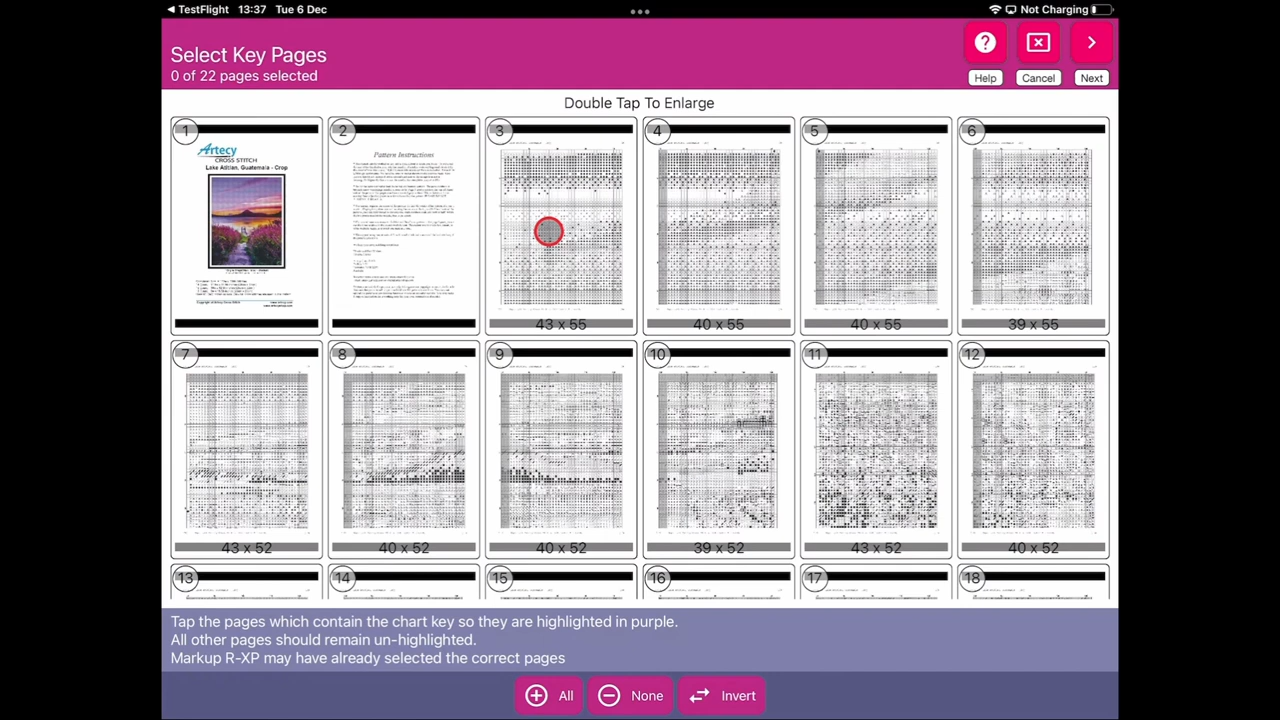 TestFlight 13:37 Tue 6 Dec
Not Charging
Select Key Pages
0 of 22 pages selected
Help
Cancel
Next
Double Tap To Enlarge
1
2
3
4
5
6
Artecy
CROSS STITCH
Lake Atitlan, Guatemala - Crop
Pattern Instructions
43 x 55
40 x 55
40 x 55
39 x 55
7
8
9
10
11
12
43 x 52
40 x 52
40 x 52
39 x 52
43 x 52
40 x 52
13
14
15
16
17
18
Tap the pages which contain the chart key so they are highlighted in purple.
All other pages should remain un-highlighted.
Markup R-XP may have already selected the correct pages
All
None
Invert